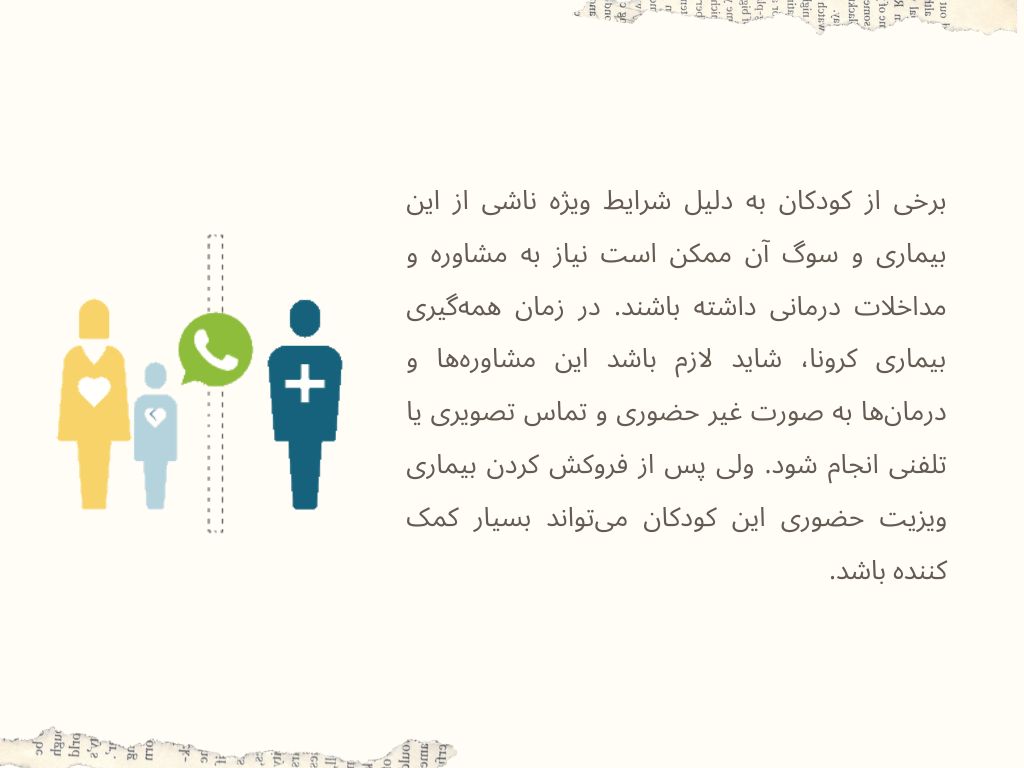 برخی از کودکان به دلیل شرایط ویژه ناشی از این
بیماری و سوگ آن ممکن است نیاز به مشاوره و
مداخلات درمانی داشته باشند. در زمان همه‌گیری
بیماری کرونا، شاید لازم باشد این مشاوره‌ها و
درمان‌ها به صورت غیر حضوری و تماس تصویری یا
تلفنی انجام شود. ولی پس از فروکش کردن بیماری
ویزیت حضوری این کودکان می‌تواند بسیار کمک
کننده باشد.